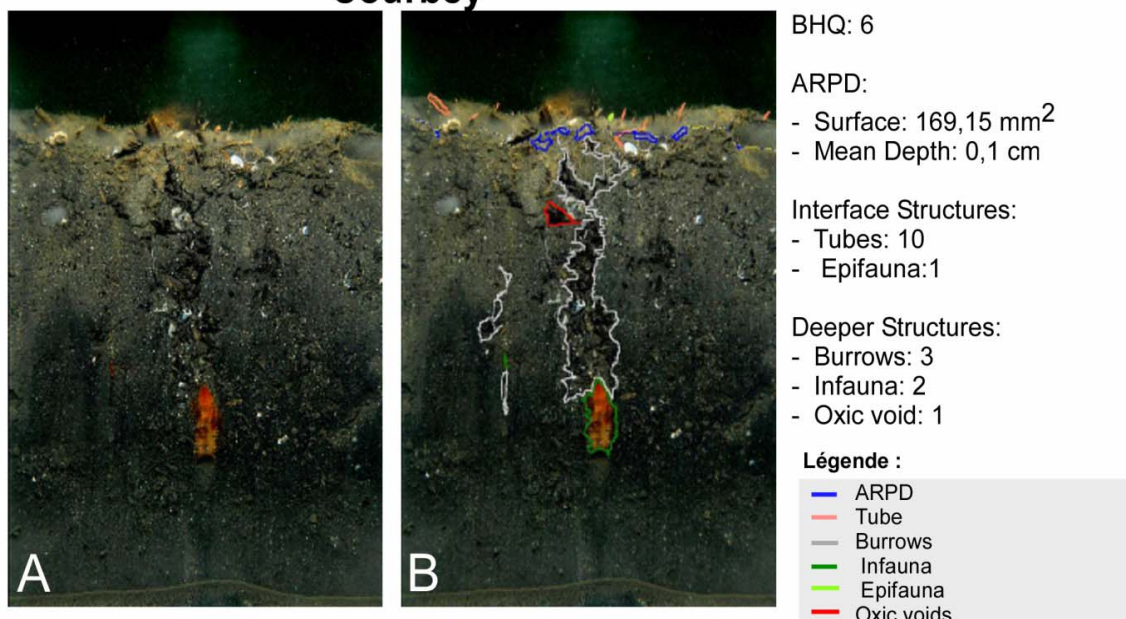 BHQ: 6
ARPD:
- Surface: 169,15 mm2
- Mean Depth: 0,1 cm
Interface Structures:
- Tubes: 10
- Epifauna:1
Deeper Structures:
- Burrows: 3
- Infauna: 2
- Oxic void: 1
Légende :
ARPD
Tube
Burrows
Infauna
Epifauna
Oxic voids
A
B